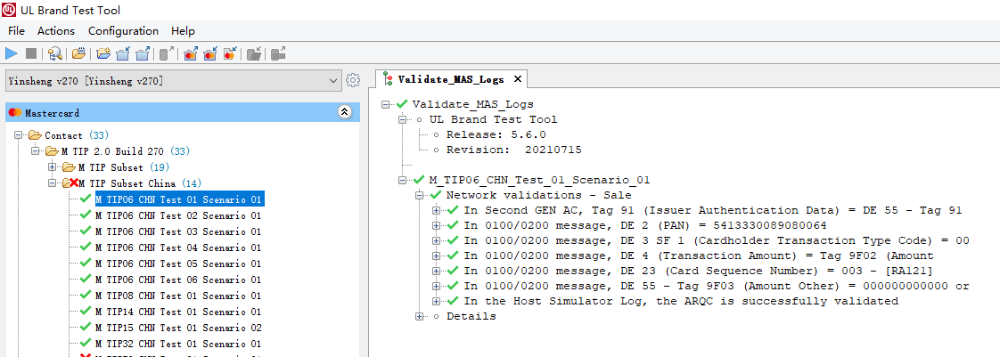 UL Brand Test Tool
File Actions Configuration Help
Yinsheng v270 [Yinsheng v270]
Mastercard
Contact (33)
M TIP 2.0 Build 270 (33)
M TIP Subset (19)
M TIP Subset China (14)
M TIP06 CHN Test 01 Scenario 01
M TIP06 CHN Test 02 Scenario 01
M TIP06 CHN Test 03 Scenario 01
M TIP06 CHN Test 04 Scenario 01
M TIP06 CHN Test 05 Scenario 01
M TIP06 CHN Test 06 Scenario 01
M TIP08 CHN Test 01 Scenario 01
M TIP14 CHN Test 01 Scenario 01
M TIP15 CHN Test 01 Scenario 02
M TIP32 CHN Test 01 Scenario 01
Validate_MAS_Logs
Validate_MAS_Logs
UL Brand Test Tool
Release: 5.6.0
Revision: 20210715
M_TIP06_CHN_Test_01_Scenario_01
Network validations - Sale
In Second GEN AC, Tag 91 (Issuer Authentication Data) = DE 55 - Tag 91
In 0100/0200 message, DE 2 (PAN) = 5413330089080064
In 0100/0200 message, DE 3 SF 1 (Cardholder Transaction Type Code) = 00
In 0100/0200 message, DE 4 (Transaction Amount) = Tag 9F02 (Amount
In 0100/0200 message, DE 23 (Card Sequence Number) = 003 - [RA121]
In 0100/0200 message, DE 55 - Tag 9F03 (Amount Other) = 000000000000 or
In the Host Simulator Log, the ARQC is successfully validated
Details